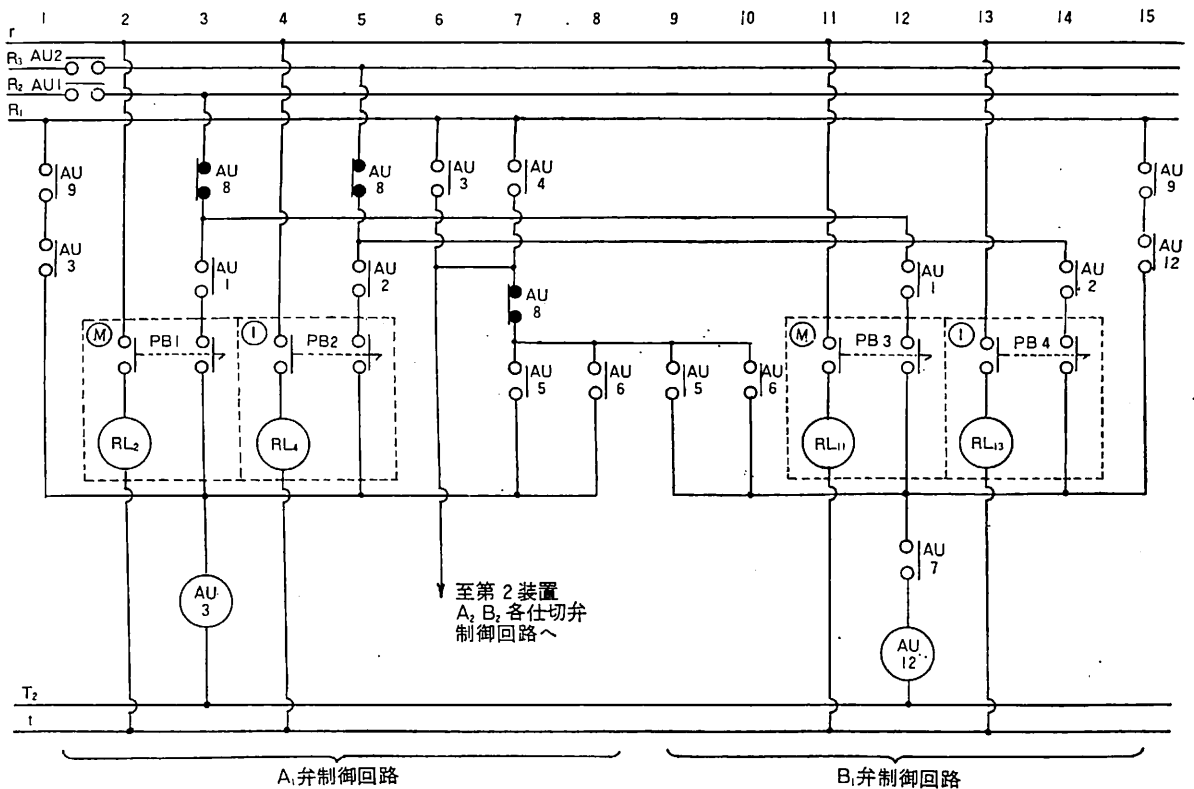 1 2 3 4 5 6 7 8 9 10 11 12 13 14 15
r
R₃ AU2
R₂ AU1
R₁
AU 9
AU 8
AU 8
AU 3
AU 4
AU 9
AU 3
AU 1
AU 2
AU 8
AU 1
AU 2
AU 12
M PB1
I PB2
M PB3
I PB4
AU 5
AU 6
AU 5
AU 6
RL₂
RL₄
RL₁₁
RL₁₃
AU 7
AU 3
至第2装置
A₂ B₂ 各仕切弁
制御回路へ
AU 12
T₂
t
A₁弁制御回路
B₁弁制御回路